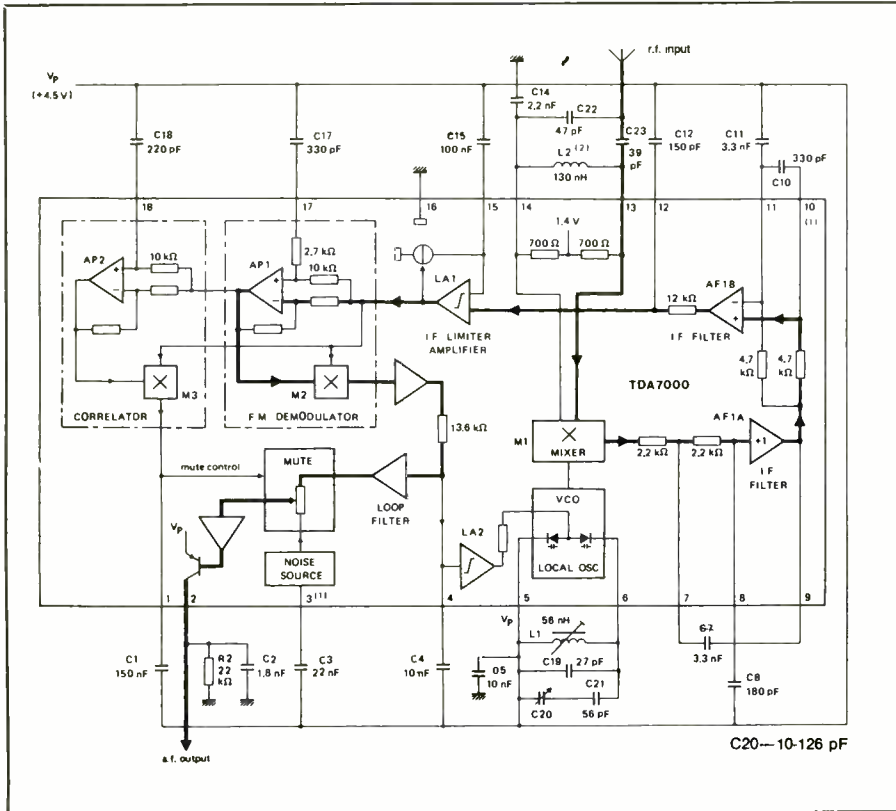 r.f. input
Vp
(+4.5 V)
C14
2,2 nF
C22
47 pF
C18
220 pF
C17
330 pF
C15
100 nF
L2 (2)
130 nH
C23
39
pF
C12
150 pF
C11
3.3 nF
330 pF
C10
18
17
16
15
14
13
12
11
10
(1)
1,4 V
700 Ω
700 Ω
AP2
10 kΩ
+
−
2,7 kΩ
AP1
10 kΩ
+
−
LA1
I.F. LIMITER
AMPLIFIER
12 kΩ
AF1B
−
+
I.F. FILTER
4,7
kΩ
4,7
kΩ
TDA7000
M3
CORRELATOR
M2
FM DEMODULATOR
13.6 kΩ
M1
MIXER
2,2 kΩ
2,2 kΩ
AF1A
+1
I.F.
FILTER
mute control
MUTE
LOOP
FILTER
LA2
VCO
LOCAL OSC
Vp
NOISE
SOURCE
1
2
3 (1)
4
5
6
7
8
9
Vp
56 nH
L1
C1
150 nF
R2
22
kΩ
C2
1,8 nF
C3
22 nF
C4
10 nF
10 nF
C19
27 pF
C21
56 pF
C20
3.3 nF
C8
180 pF
a.f. output
C20—10-126 pF